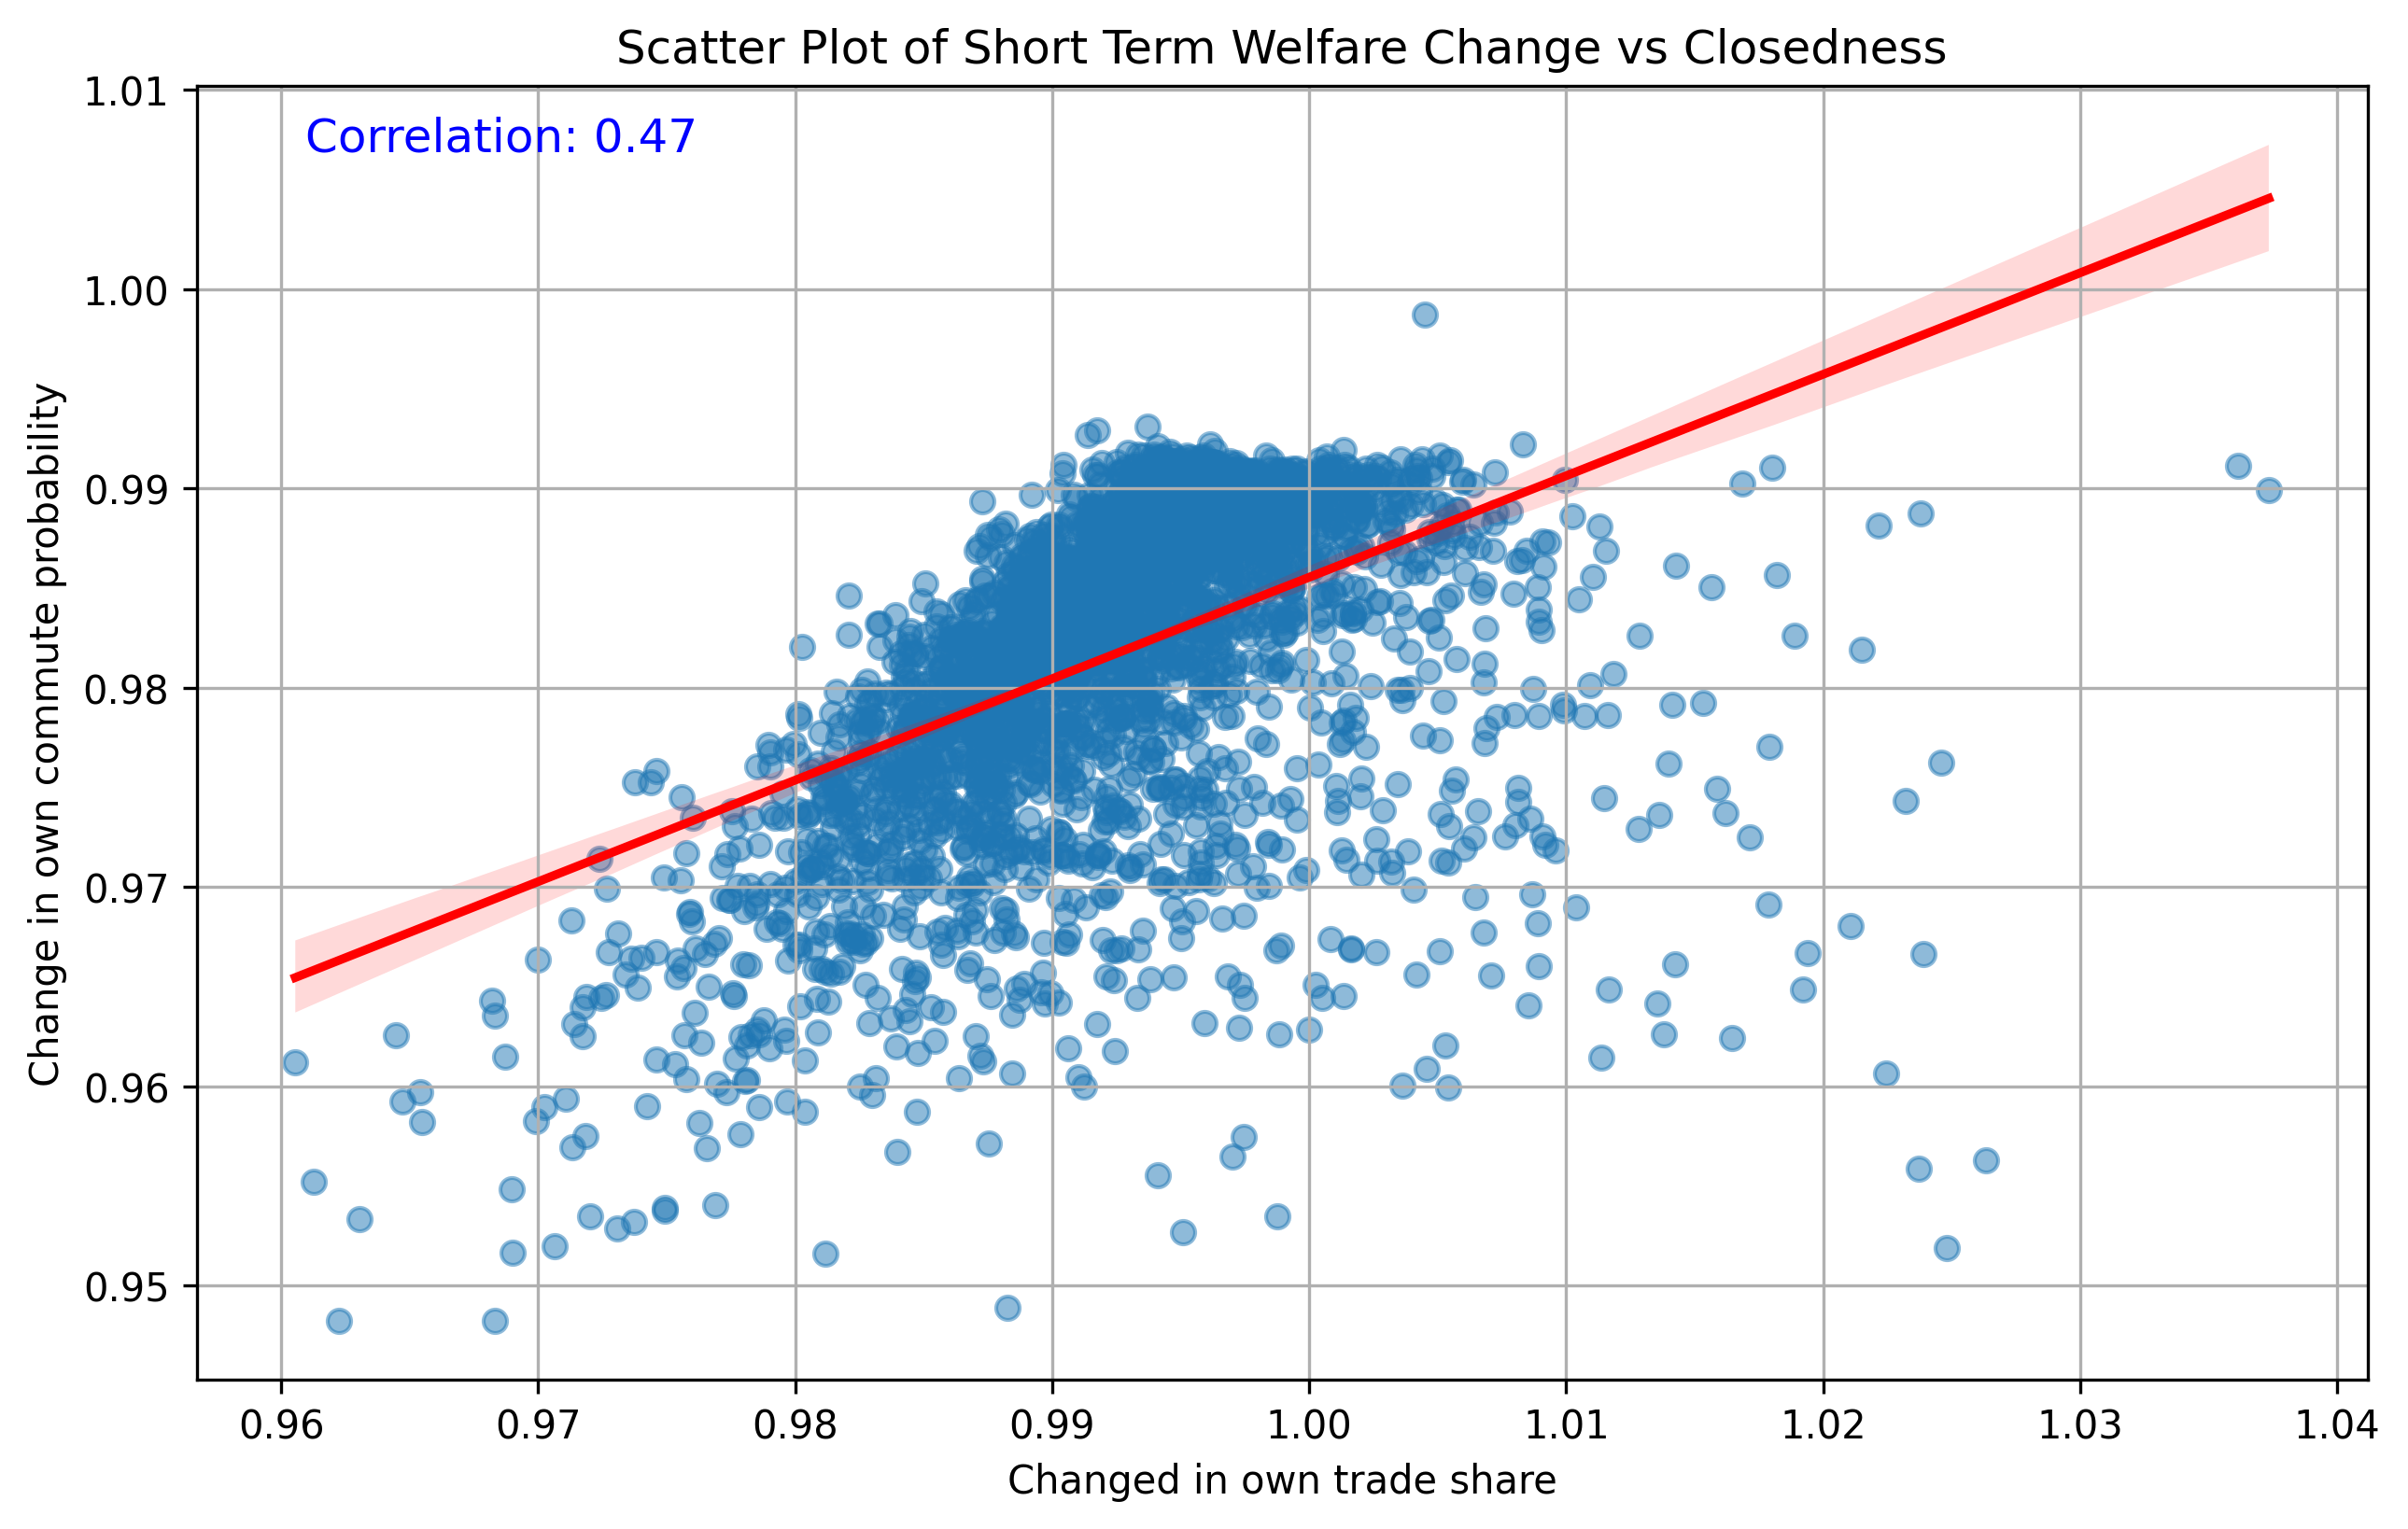 Scatter Plot of Short Term Welfare Change vs Closedness
Correlation: 0.47
Change in own commute probability
1.01
1.00
0.99
0.98
0.97
0.96
0.95
0.96 0.97 0.98 0.99 1.00 1.01 1.02 1.03 1.04
Changed in own trade share